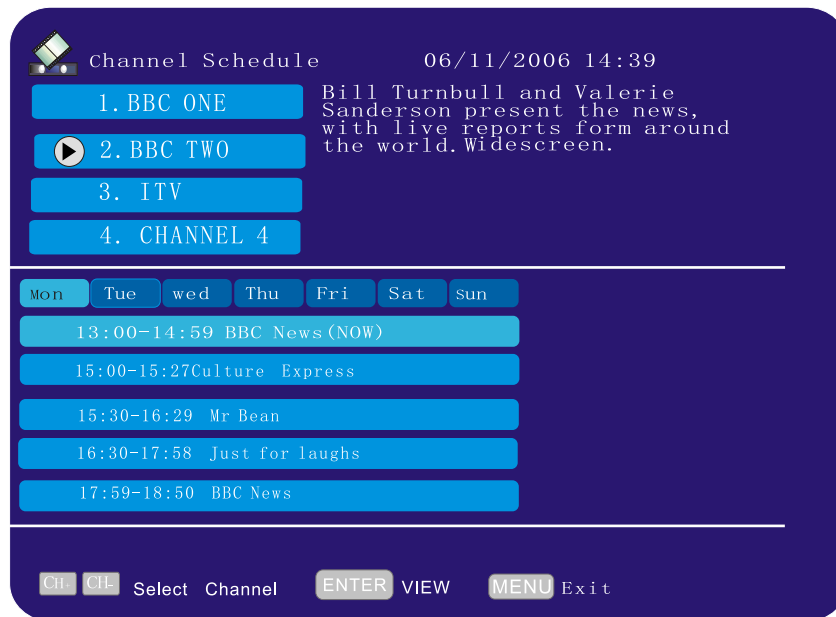 Channel Schedule 06/11/2006 14:39
1. BBC ONE
2. BBC TWO
3. ITV
4. CHANNEL 4
Bill Turnbull and Valerie
Sanderson present the news,
with live reports form around
the world. Widescreen.
Mon Tue wed Thu Fri Sat Sun
13:00-14:59 BBC News(NOW)
15:00-15:27Culture Express
15:30-16:29 Mr Bean
16:30-17:58 Just for laughs
17:59-18:50 BBC News
CH+ CH- Select Channel ENTER VIEW MENU Exit